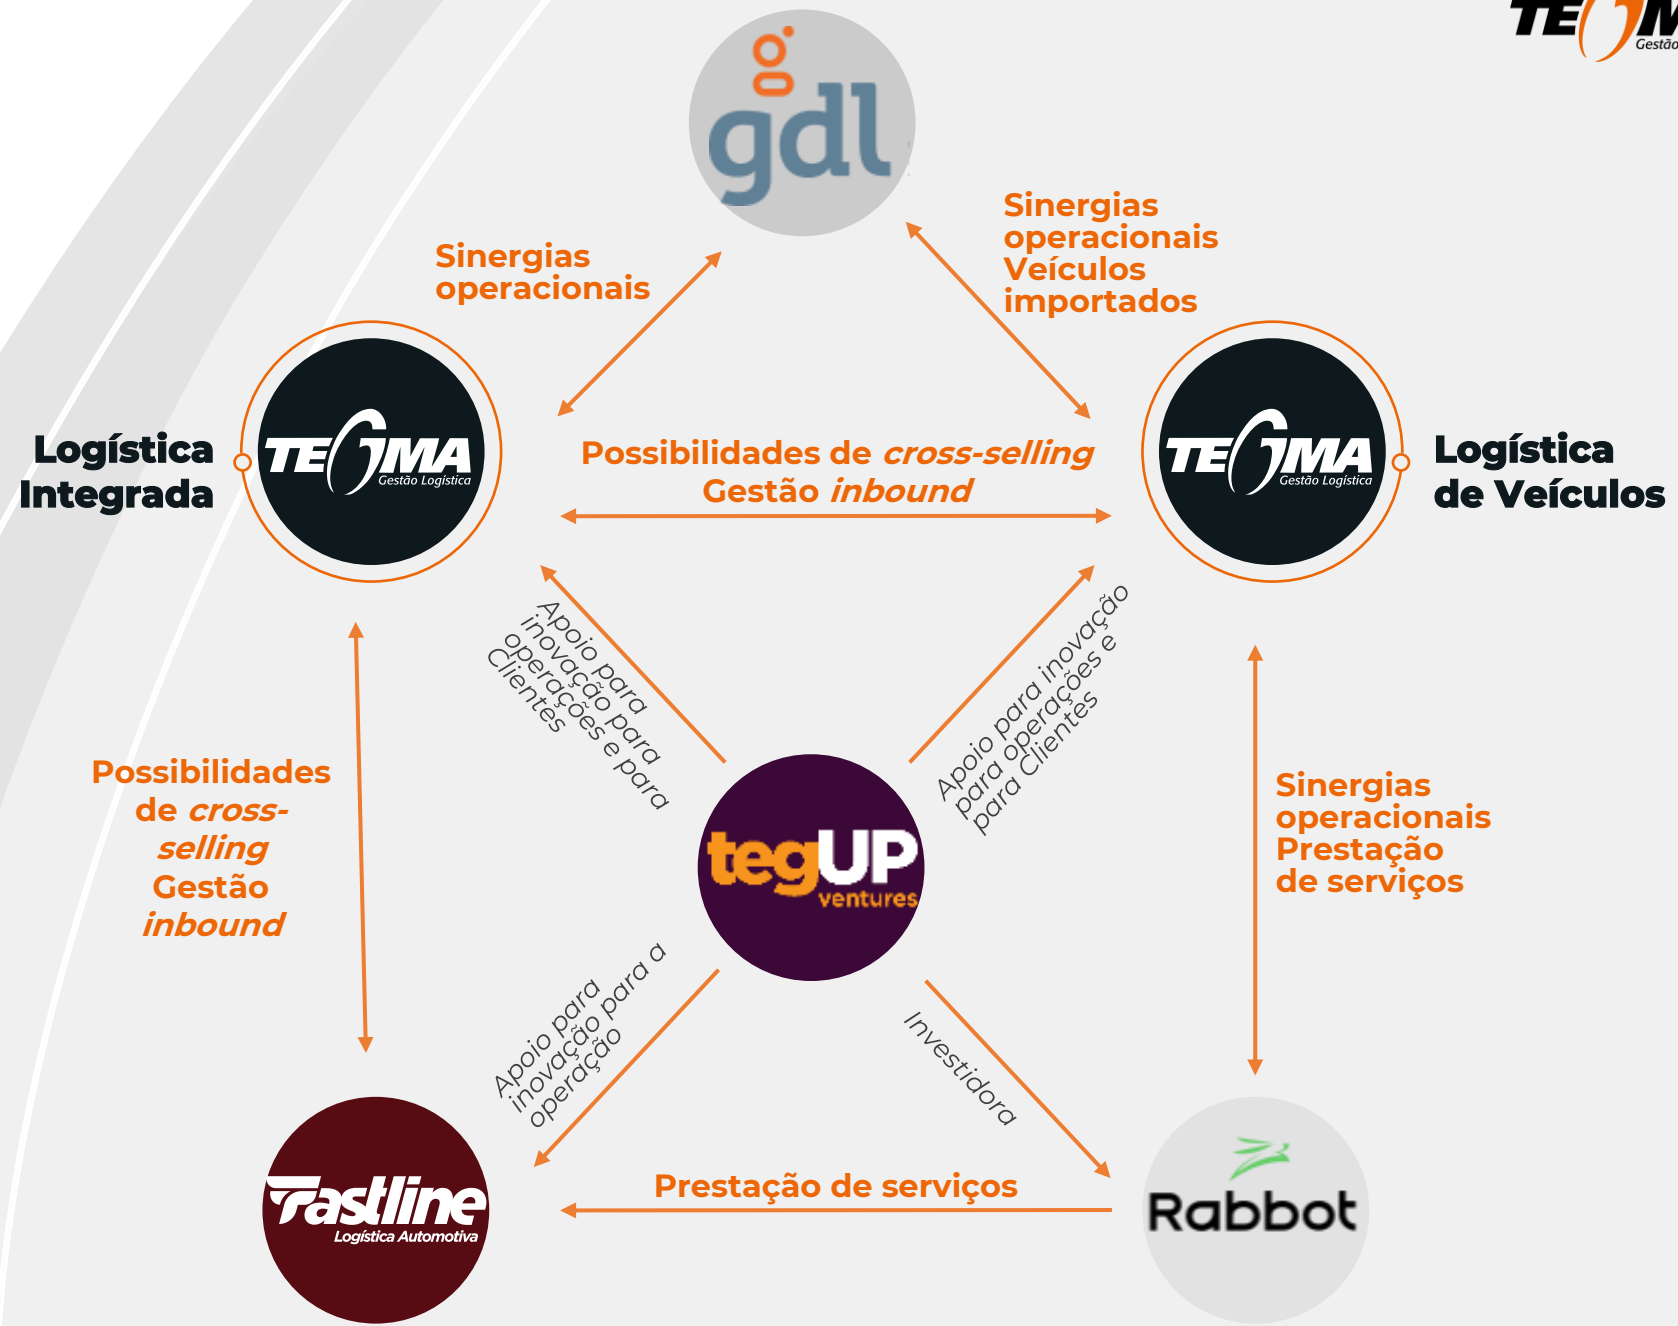 TEGMA
Gestão
gdl
Sinergias
operacionais
Veículos
importados
Sinergias
operacionais
Logística
Integrada
TEGMA
Gestão Logística
Possibilidades de cross-selling
Gestão inbound
TEGMA
Gestão Logística
Logística
de Veículos
Apoio para
inovação para
operações e para
Clientes
Apoio para inovação
para operações e
para Clientes
Possibilidades
de cross-
selling
Gestão
inbound
tegUP
ventures
Sinergias
operacionais
Prestação
de serviços
Apoio para
inovação para a
operação
Investidora
Fastline
Logística Automotiva
Prestação de serviços
Rabbot